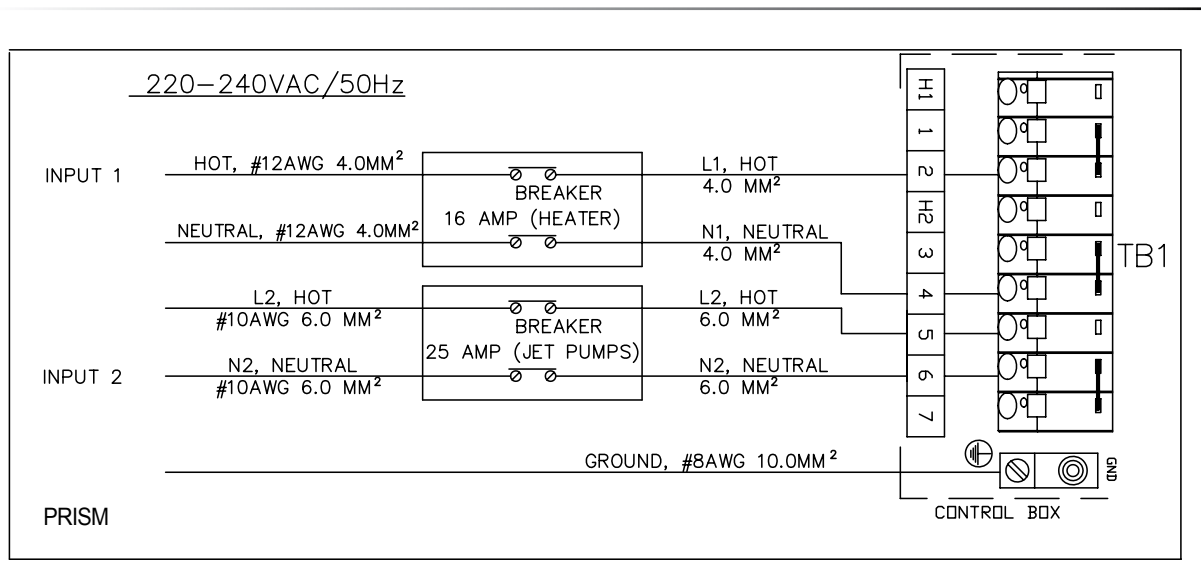 220-240VAC/50Hz
INPUT 1
HOT, #12AWG 4.0MM²
NEUTRAL, #12AWG 4.0MM²
BREAKER
16 AMP (HEATER)
L1, HOT
4.0 MM²
N1, NEUTRAL
4.0 MM²
INPUT 2
L2, HOT
#10AWG 6.0 MM²
N2, NEUTRAL
#10AWG 6.0 MM²
BREAKER
25 AMP (JET PUMPS)
L2, HOT
6.0 MM²
N2, NEUTRAL
6.0 MM²
GROUND, #8AWG 10.0MM²
H1
1
2
H2
3
4
5
6
7
TB1
GND
CONTROL BOX
PRISM